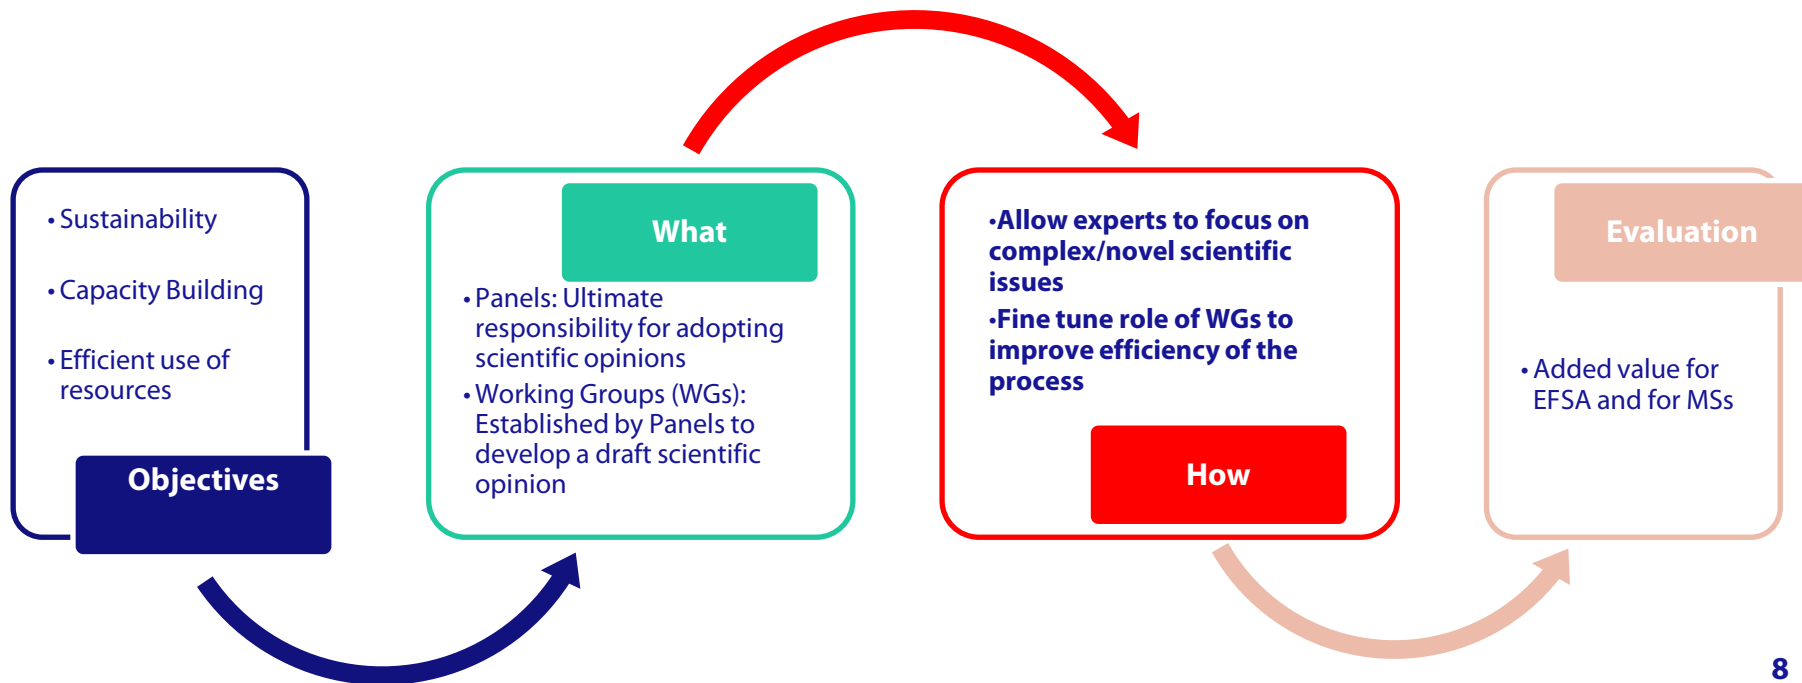 • Sustainability
• Capacity Building
• Efficient use of
resources
Objectives
What
• Panels: Ultimate
responsibility for adopting
scientific opinions
• Working Groups (WGs):
Established by Panels to
develop a draft scientific
opinion
•Allow experts to focus on
complex/novel scientific
issues
•Fine tune role of WGs to
improve efficiency of the
process
How
Evaluation
• Added value for
EFSA and for MSs
8